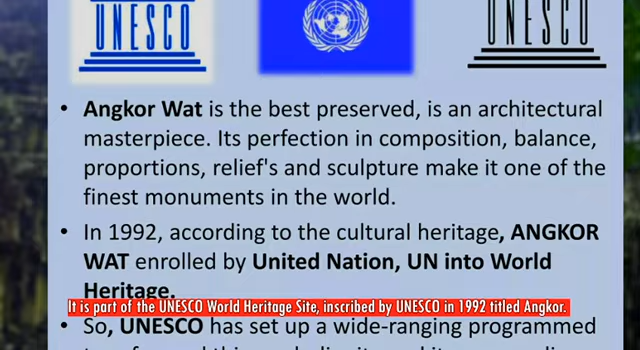 UNESCO
UNESCO
• Angkor Wat is the best preserved, is an architectural
masterpiece. Its perfection in composition, balance,
proportions, relief's and sculpture make it one of the
finest monuments in the world.
• In 1992, according to the cultural heritage, ANGKOR
WAT enrolled by United Nation, UN into World
Heritage.
It is part of the UNESCO World Heritage Site, inscribed by UNESCO in 1992 titled Angkor.
• So, UNESCO has set up a wide-ranging programmed